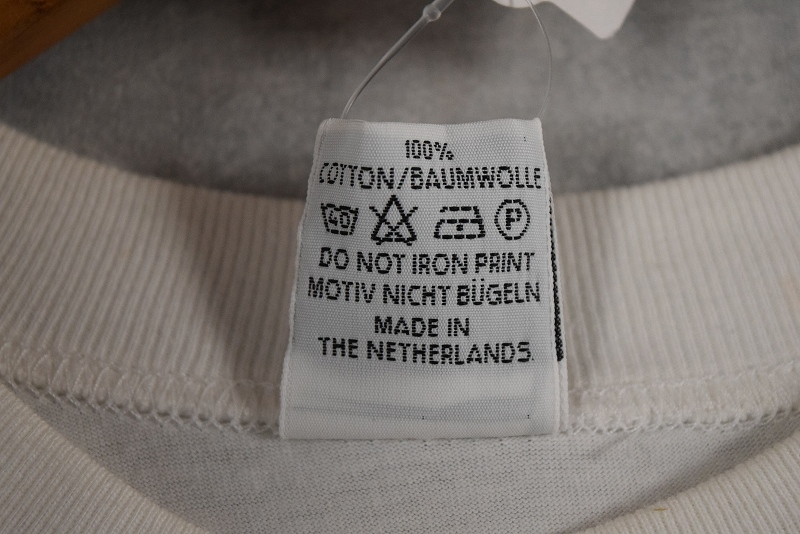 100%
COTTON/BAUMWOLLE
40 P
DO NOT IRON PRINT
MOTIV NICHT BÜGELN
MADE IN
THE NETHERLANDS.